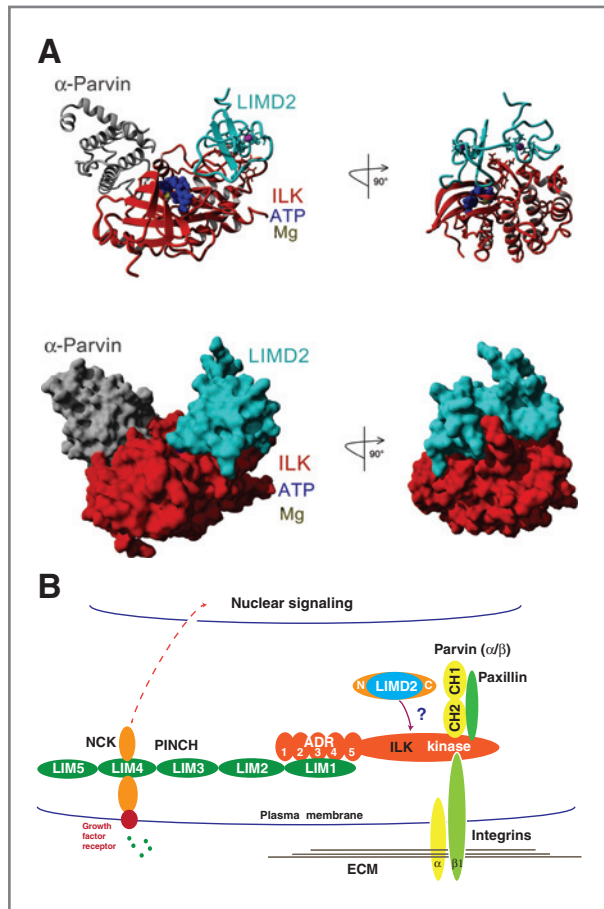 A
α-Parvin
LIMD2
ILK
ATP
Mg
90°
α-Parvin
LIMD2
ILK
ATP
Mg
90°
B
Nuclear signaling
Parvin (α/β)
Paxillin
CH1
CH2
N LIMD2 C
?
NCK PINCH
ADR
1 2 3 4 5
ILK kinase
LIM5 LIM4 LIM3 LIM2 LIM1
Plasma membrane
Growth
factor
receptor
Integrins
ECM
α β1